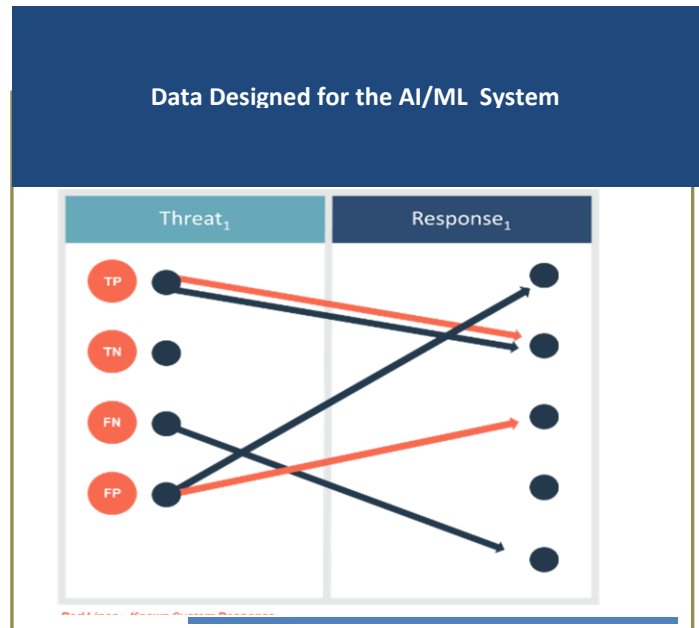 Data Designed for the AI/ML System
Threat1 Response1
TP
TN
FN
FP